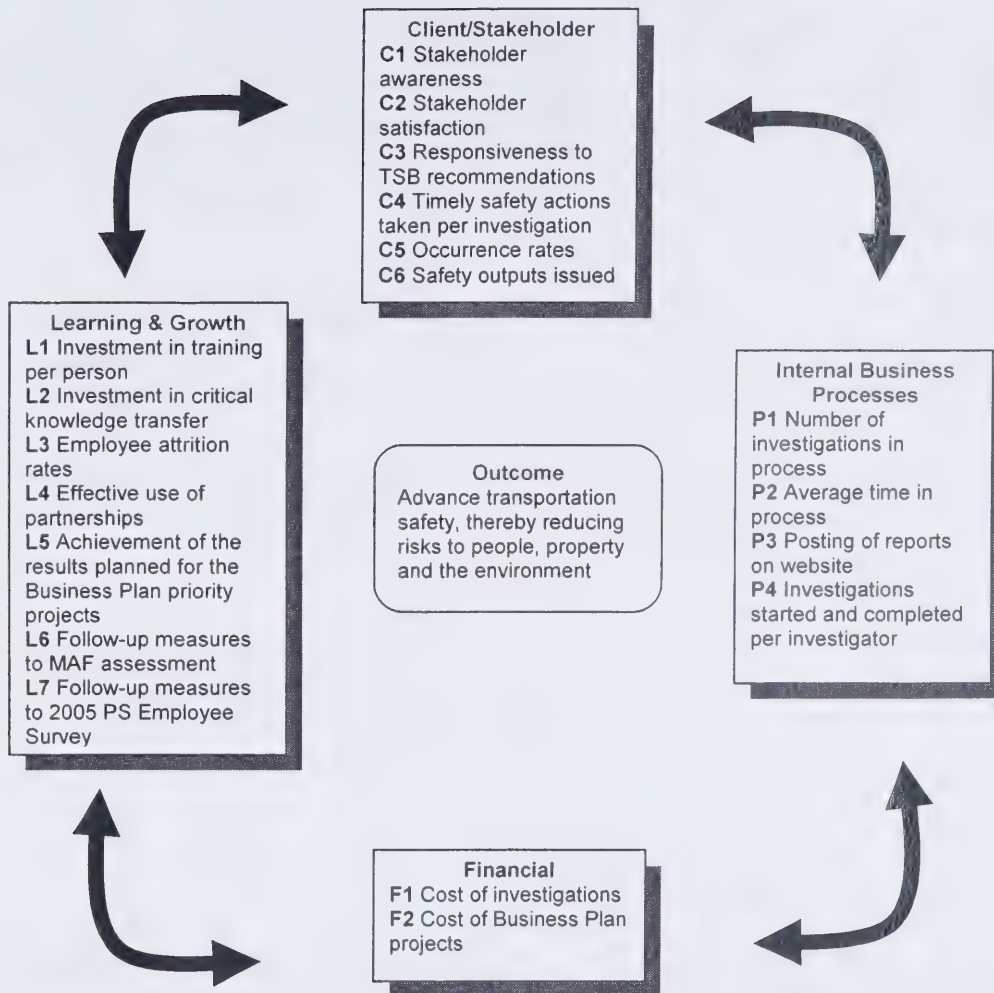 Client/Stakeholder
C1 Stakeholder
awareness
C2 Stakeholder
satisfaction
C3 Responsiveness to
TSB recommendations
C4 Timely safety actions
taken per investigation
C5 Occurrence rates
C6 Safety outputs issued
Learning & Growth
L1 Investment in training
per person
L2 Investment in critical
knowledge transfer
L3 Employee attrition
rates
L4 Effective use of
partnerships
L5 Achievement of the
results planned for the
Business Plan priority
projects
L6 Follow-up measures
to MAF assessment
L7 Follow-up measures
to 2005 PS Employee
Survey
Outcome
Advance transportation
safety, thereby reducing
risks to people, property
and the environment
Internal Business
Processes
P1 Number of
investigations in
process
P2 Average time in
process
P3 Posting of reports
on website
P4 Investigations
started and completed
per investigator
Financial
F1 Cost of investigations
F2 Cost of Business Plan
projects